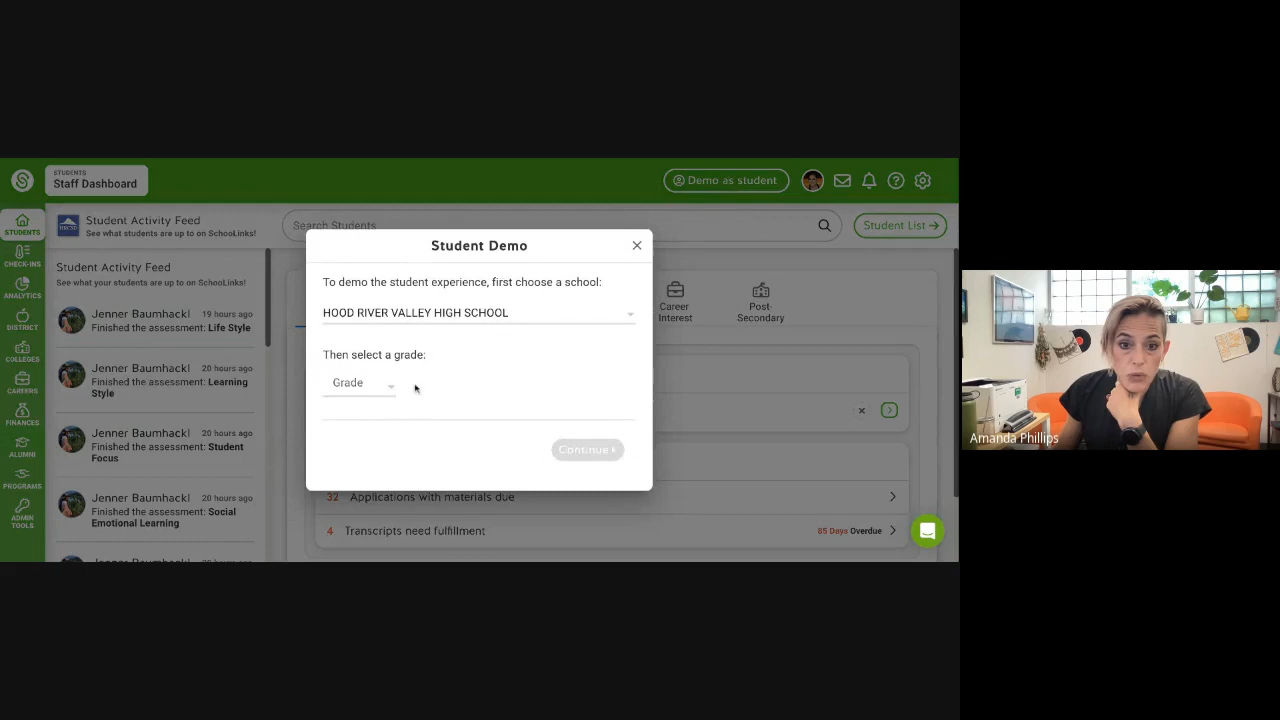 STUDENTS
Staff Dashboard
Demo as student
STUDENTS
CHECK-INS
ANALYTICS
DISTRICT
COLLEGES
CAREERS
FINANCES
ALUMNI
PROGRAMS
ADMIN
TOOLS
HRCSD
Student Activity Feed
See what your students are up to on SchooLinks!
Search Students
Student List
Student Activity Feed
See what your students are up to on SchooLinks!
Jenner Baumhackl 19 hours ago
Finished the assessment: Life Style
Jenner Baumhackl 20 hours ago
Finished the assessment: Learning
Style
Jenner Baumhackl 20 hours ago
Finished the assessment: Student
Focus
Jenner Baumhackl 20 hours ago
Finished the assessment: Social
Emotional Learning
Student Demo
To demo the student experience, first choose a school:
HOOD RIVER VALLEY HIGH SCHOOL
Then select a grade:
Grade
Continue
Career
Interest
Post-
Secondary
32 Applications with materials due
4 Transcripts need fulfillment 85 Days Overdue
Amanda Phillips